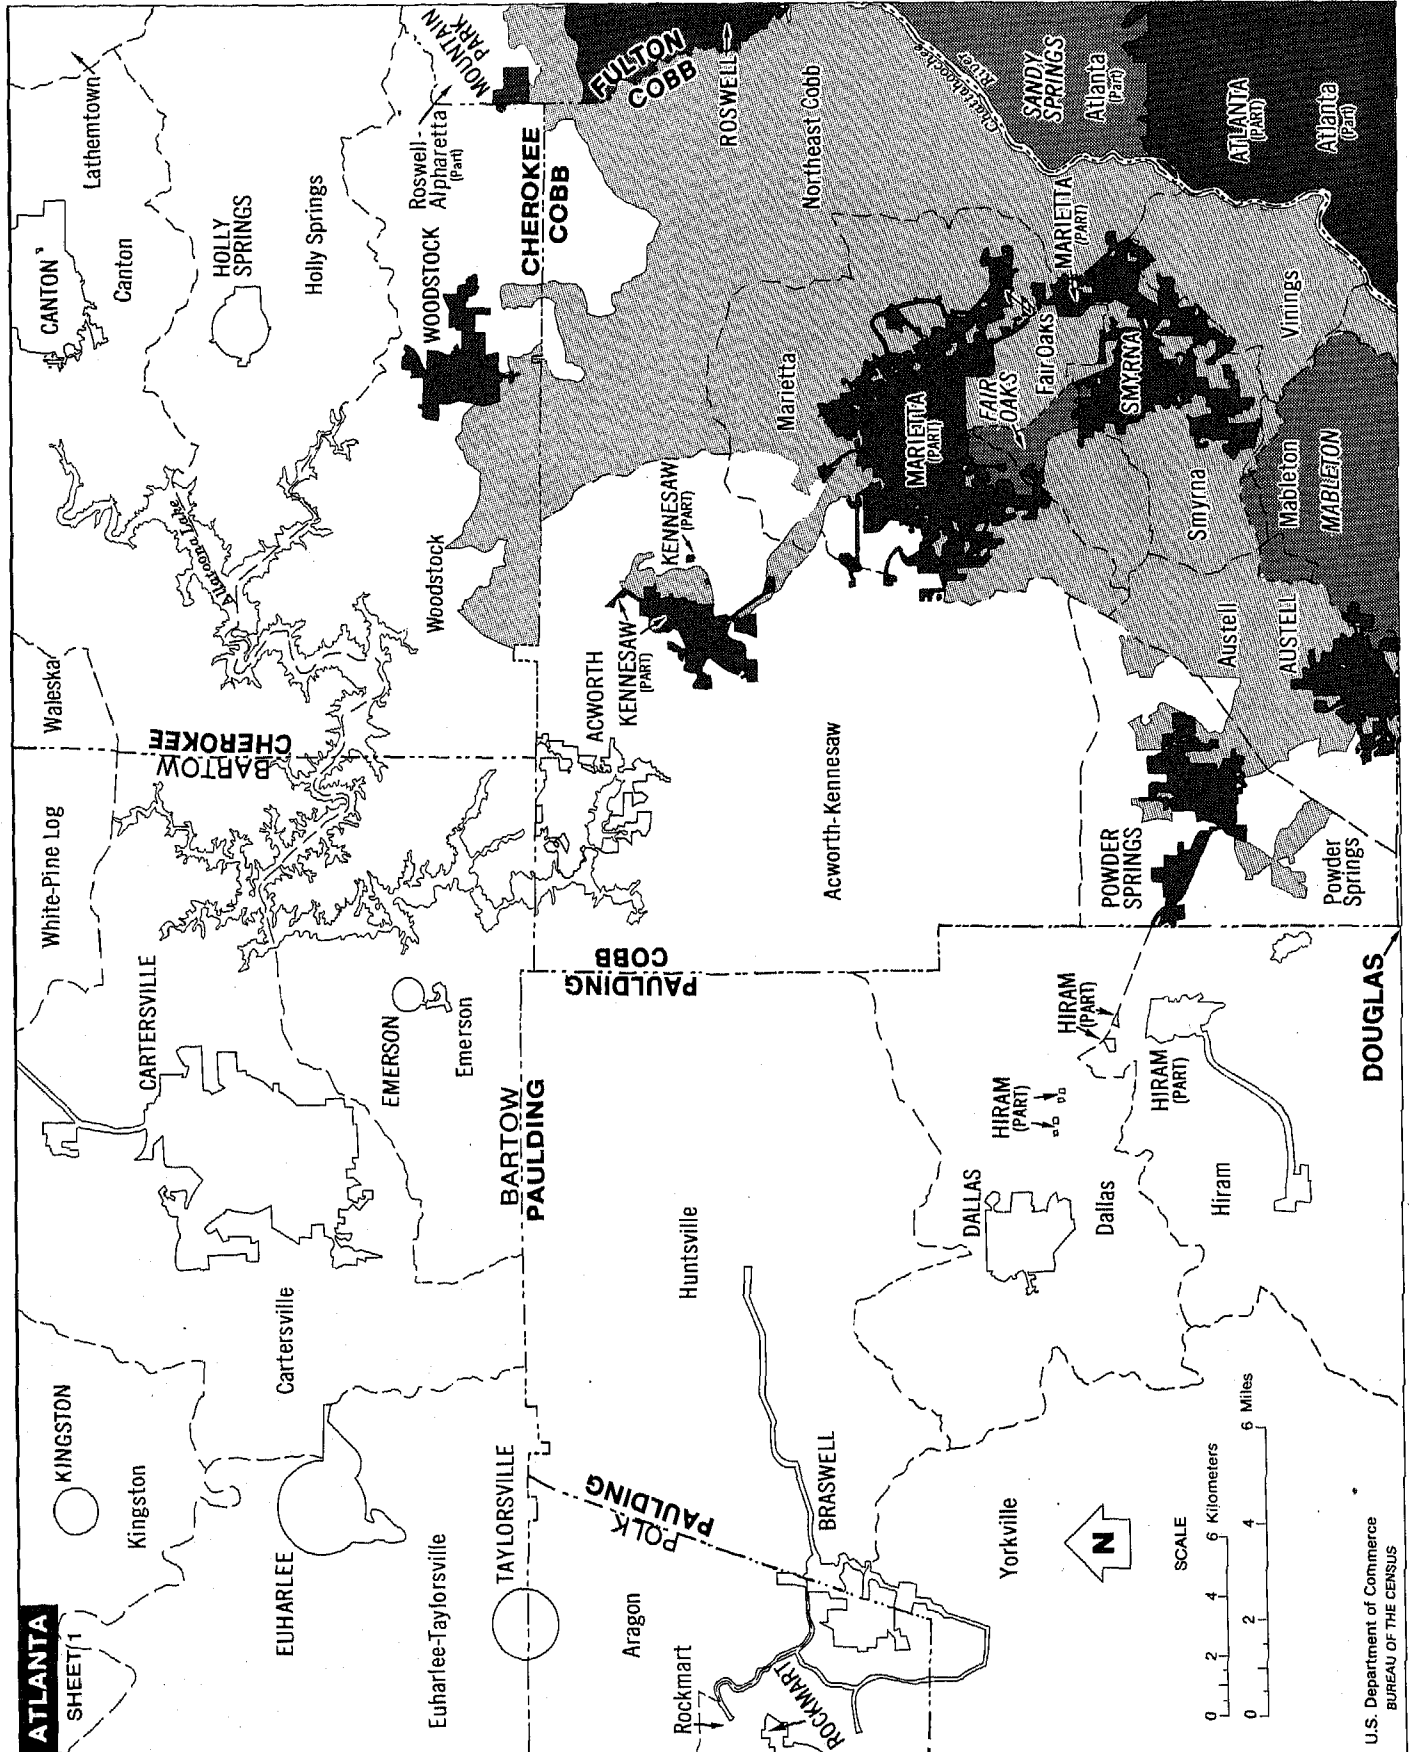 ATLANTA
SHEET 1
KINGSTON
Kingston
EUHARLEE
Cartersville
Euharlee-Taylorsville
TAYLORSVILLE
White-Pine Log
CARTERSVILLE
EMERSON
Emerson
BARTOW
PAULDING
Waleska
BARTOW
CHEROKEE
Allatoona Lake
Woodstock
CANTON
Canton
Lathemtown
HOLLY
SPRINGS
Holly Springs
WOODSTOCK
Roswell-
Alpharetta
(Part)
MOUNTAIN
PARK
CHEROKEE
COBB
FULTON
COBB
ROSWELL
Northeast Cobb
Chattahoochee
River
SANDY
SPRINGS
Atlanta
(Part)
ATLANTA
(PART)
Atlanta
(Part)
Marietta
MARIETTA
(PART)
MARIETTA
(PART)
FAIR
OAKS
Fair Oaks
SMYRNA
Smyrna
Vinings
Mableton
MABLETON
Austell
AUSTELL
KENNESAW
(PART)
ACWORTH
KENNESAW
(PART)
Acworth-Kennesaw
POWDER
SPRINGS
Powder
Springs
PAULDING
COBB
DOUGLAS
HIRAM
(PART)
HIRAM
(PART)
HIRAM
(PART)
Hiram
DALLAS
Dallas
Huntsville
BRASWELL
POLK
PAULDING
Aragon
Rockmart
ROCKMART
Yorkville
N
SCALE
0 2 4 6 Kilometers
0 2 4 6 Miles
U.S. Department of Commerce
BUREAU OF THE CENSUS